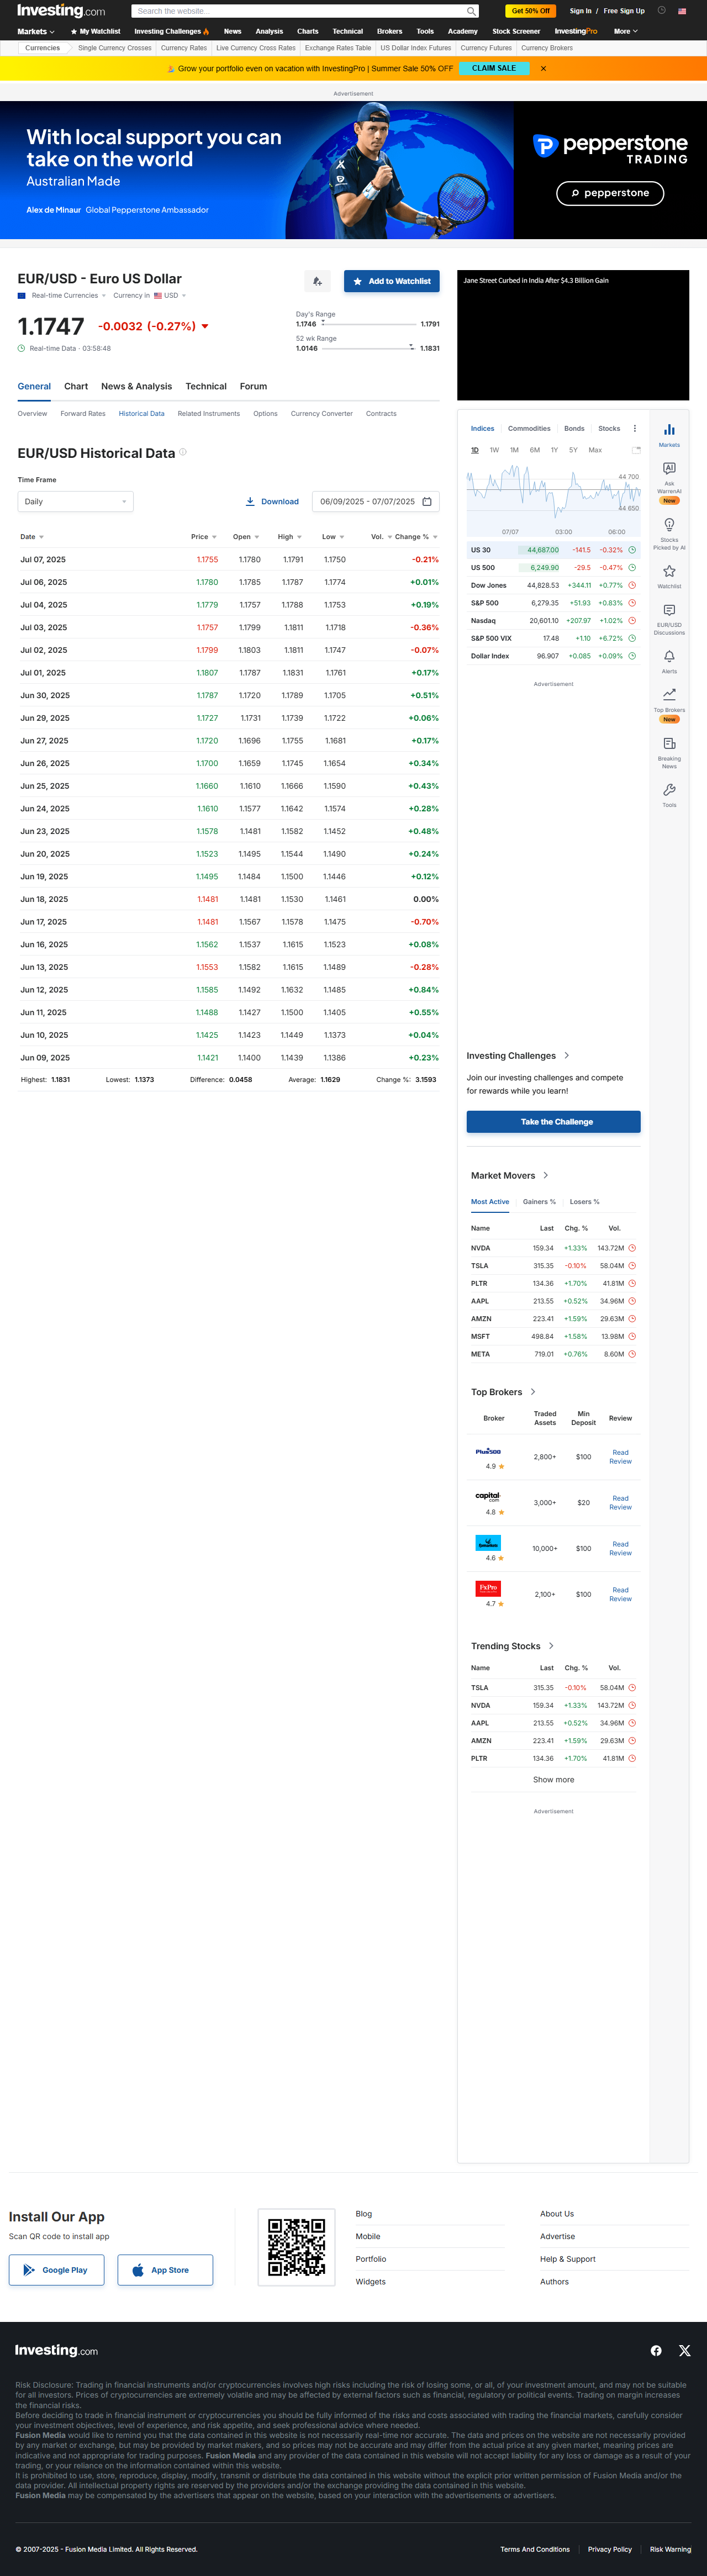 Investing.com
Search the website...
Get 50% Off
Sign In / Free Sign Up
Markets My Watchlist Investing Challenges News Analysis Charts Technical Brokers Tools Academy Stock Screener InvestingPro More
Currencies Single Currency Crosses Currency Rates Live Currency Cross Rates Exchange Rates Table US Dollar Index Futures Currency Futures Currency Brokers
Grow your portfolio even on vacation with InvestingPro | Summer Sale 50% OFF CLAIM SALE
Advertisement
With local support you can
take on the world
Australian Made
Alex de Minaur Global Pepperstone Ambassador
pepperstone
TRADING
pepperstone
EUR/USD - Euro US Dollar
Add to Watchlist
Real-time Currencies Currency in USD
1.1747 -0.0032 (-0.27%)
Real-time Data · 03:58:48
Day's Range
1.1746 1.1791
52 wk Range
1.0146 1.1831
General Chart News & Analysis Technical Forum
Overview Forward Rates Historical Data Related Instruments Options Currency Converter Contracts
EUR/USD Historical Data
Time Frame
Daily
Download
06/09/2025 - 07/07/2025
Date Price Open High Low Vol. Change %
Jul 07, 2025 1.1755 1.1780 1.1791 1.1750 -0.21%
Jul 06, 2025 1.1780 1.1785 1.1787 1.1774 +0.01%
Jul 04, 2025 1.1779 1.1757 1.1788 1.1753 +0.19%
Jul 03, 2025 1.1757 1.1799 1.1811 1.1718 -0.36%
Jul 02, 2025 1.1799 1.1803 1.1811 1.1747 -0.07%
Jul 01, 2025 1.1807 1.1787 1.1831 1.1761 +0.17%
Jun 30, 2025 1.1787 1.1720 1.1789 1.1705 +0.51%
Jun 29, 2025 1.1727 1.1731 1.1739 1.1722 +0.06%
Jun 27, 2025 1.1720 1.1696 1.1755 1.1681 +0.17%
Jun 26, 2025 1.1700 1.1659 1.1745 1.1654 +0.34%
Jun 25, 2025 1.1660 1.1610 1.1666 1.1590 +0.43%
Jun 24, 2025 1.1610 1.1577 1.1642 1.1574 +0.28%
Jun 23, 2025 1.1578 1.1481 1.1582 1.1452 +0.48%
Jun 20, 2025 1.1523 1.1495 1.1544 1.1490 +0.24%
Jun 19, 2025 1.1495 1.1484 1.1500 1.1446 +0.12%
Jun 18, 2025 1.1481 1.1481 1.1530 1.1461 0.00%
Jun 17, 2025 1.1481 1.1567 1.1578 1.1475 -0.70%
Jun 16, 2025 1.1562 1.1537 1.1615 1.1523 +0.08%
Jun 13, 2025 1.1553 1.1582 1.1615 1.1489 -0.28%
Jun 12, 2025 1.1585 1.1492 1.1632 1.1485 +0.84%
Jun 11, 2025 1.1488 1.1427 1.1500 1.1405 +0.55%
Jun 10, 2025 1.1425 1.1423 1.1449 1.1373 +0.04%
Jun 09, 2025 1.1421 1.1400 1.1439 1.1386 +0.23%
Highest: 1.1831 Lowest: 1.1373 Difference: 0.0458 Average: 1.1629 Change %: 3.1593
Jane Street Curbed in India After $4.3 Billion Gain
Indices Commodities Bonds Stocks
1D 1W 1M 6M 1Y 5Y Max
44 700
44 650
07/07 03:00 06:00
US 30 44,687.00 -141.5 -0.32%
US 500 6,249.90 -29.5 -0.47%
Dow Jones 44,828.53 +344.11 +0.77%
S&P 500 6,279.35 +51.93 +0.83%
Nasdaq 20,601.10 +207.97 +1.02%
S&P 500 VIX 17.48 +1.10 +6.72%
Dollar Index 96.907 +0.085 +0.09%
Advertisement
Markets
AI
Ask
WarrenAI
New
Stocks
Picked by AI
Watchlist
EUR/USD
Discussions
Alerts
Top Brokers
New
Breaking
News
Tools
Investing Challenges
Join our investing challenges and compete
for rewards while you learn!
Take the Challenge
Market Movers
Most Active Gainers % Losers %
Name Last Chg. % Vol.
NVDA 159.34 +1.33% 143.72M
TSLA 315.35 -0.10% 58.04M
PLTR 134.36 +1.70% 41.81M
AAPL 213.55 +0.52% 34.96M
AMZN 223.41 +1.59% 29.63M
MSFT 498.84 +1.58% 13.98M
META 719.01 +0.76% 8.60M
Top Brokers
Broker Traded Assets Min Deposit Review
Plus500 4.9 2,800+ $100 Read Review
capital.com 4.8 3,000+ $20 Read Review
4.6 10,000+ $100 Read Review
FxPro 4.7 2,100+ $100 Read Review
Trending Stocks
Name Last Chg. % Vol.
TSLA 315.35 -0.10% 58.04M
NVDA 159.34 +1.33% 143.72M
AAPL 213.55 +0.52% 34.96M
AMZN 223.41 +1.59% 29.63M
PLTR 134.36 +1.70% 41.81M
Show more
Advertisement
Install Our App
Scan QR code to install app
Google Play
App Store
Blog
Mobile
Portfolio
Widgets
About Us
Advertise
Help & Support
Authors
Investing.com
Risk Disclosure: Trading in financial instruments and/or cryptocurrencies involves high risks including the risk of losing some, or all, of your investment amount, and may not be suitable
for all investors. Prices of cryptocurrencies are extremely volatile and may be affected by external factors such as financial, regulatory or political events. Trading on margin increases
the financial risks.
Before deciding to trade in financial instrument or cryptocurrencies you should be fully informed of the risks and costs associated with trading the financial markets, carefully consider
your investment objectives, level of experience, and risk appetite, and seek professional advice where needed.
Fusion Media would like to remind you that the data contained in this website is not necessarily real-time nor accurate. The data and prices on the website are not necessarily provided
by any market or exchange, but may be provided by market makers, and so prices may not be accurate and may differ from the actual price at any given market, meaning prices are
indicative and not appropriate for trading purposes. Fusion Media and any provider of the data contained in this website will not accept liability for any loss or damage as a result of your
trading, or your reliance on the information contained within this website.
It is prohibited to use, store, reproduce, display, modify, transmit or distribute the data contained in this website without the explicit prior written permission of Fusion Media and/or the
data provider. All intellectual property rights are reserved by the providers and/or the exchange providing the data contained in this website.
Fusion Media may be compensated by the advertisers that appear on the website, based on your interaction with the advertisements or advertisers.
© 2007-2025 - Fusion Media Limited. All Rights Reserved.
Terms And Conditions Privacy Policy Risk Warning